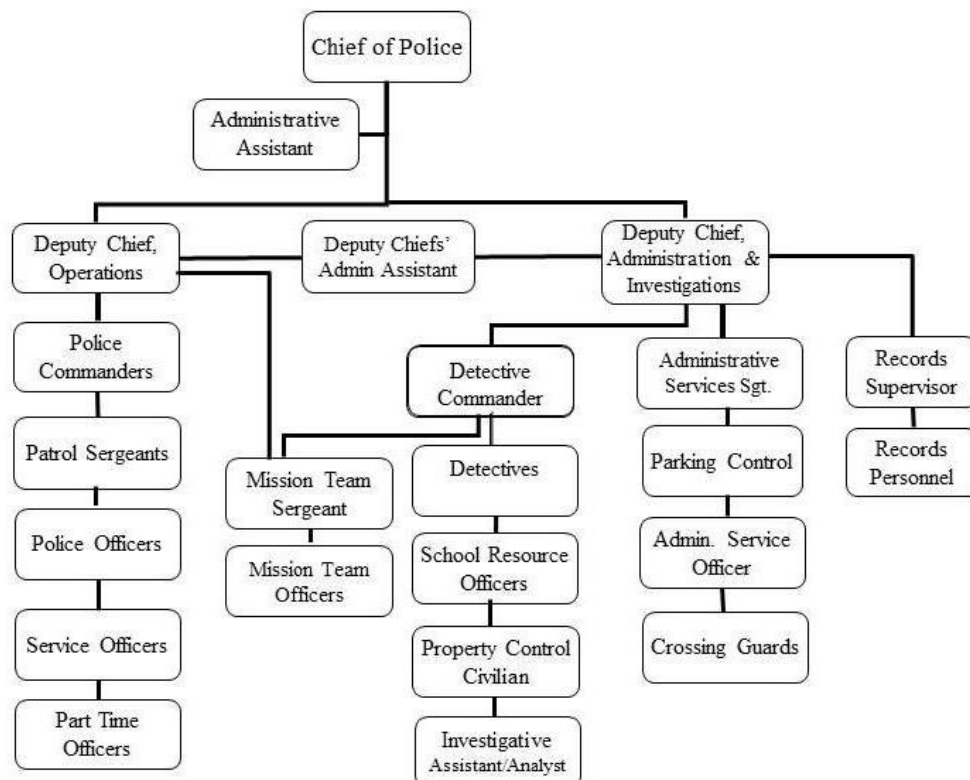 Chief of Police
Administrative
Assistant
Deputy Chief,
Operations
Deputy Chiefs'
Admin Assistant
Deputy Chief,
Administration &
Investigations
Police
Commanders
Detective
Commander
Administrative
Services Sgt.
Records
Supervisor
Patrol Sergeants
Mission Team
Sergeant
Detectives
Parking Control
Records
Personnel
Police Officers
Mission Team
Officers
School Resource
Officers
Admin. Service
Officer
Service Officers
Property Control
Civilian
Crossing Guards
Part Time
Officers
Investigative
Assistant/Analyst